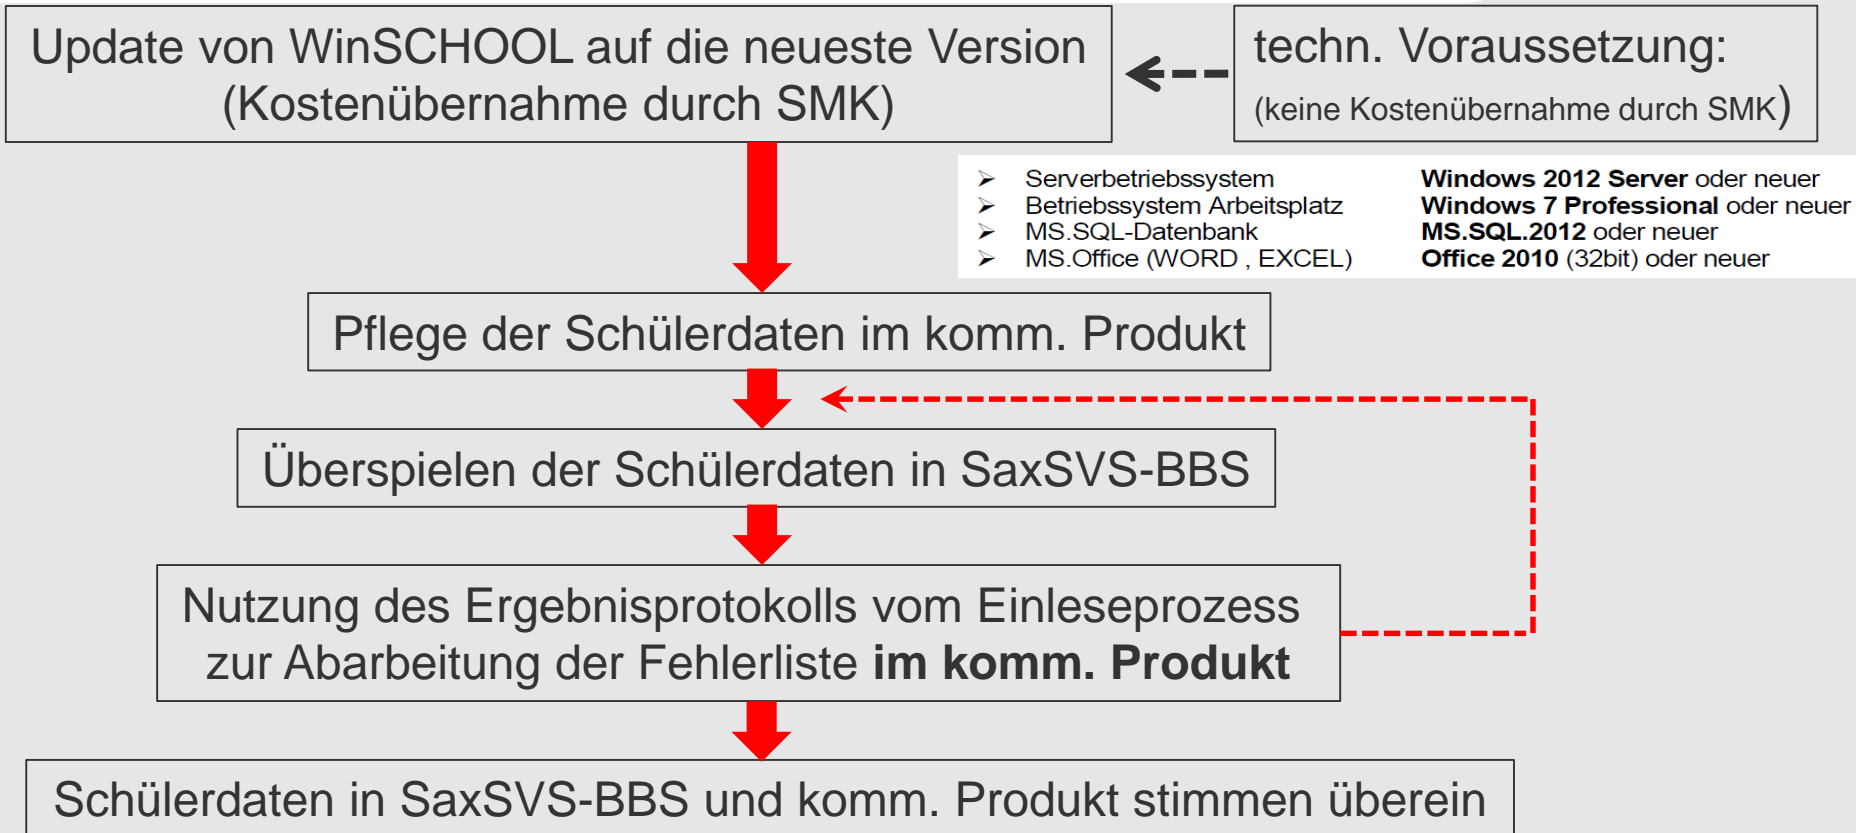 Update von WinSCHOOL auf die neueste Version
(Kostenübernahme durch SMK)
techn. Voraussetzung:
(keine Kostenübernahme durch SMK)
➢ Serverbetriebssystem Windows 2012 Server oder neuer
➢ Betriebssystem Arbeitsplatz Windows 7 Professional oder neuer
➢ MS.SQL-Datenbank MS.SQL.2012 oder neuer
➢ MS.Office (WORD , EXCEL) Office 2010 (32bit) oder neuer
Pflege der Schülerdaten im komm. Produkt
Überspielen der Schülerdaten in SaxSVS-BBS
Nutzung des Ergebnisprotokolls vom Einleseprozess
zur Abarbeitung der Fehlerliste im komm. Produkt
Schülerdaten in SaxSVS-BBS und komm. Produkt stimmen überein